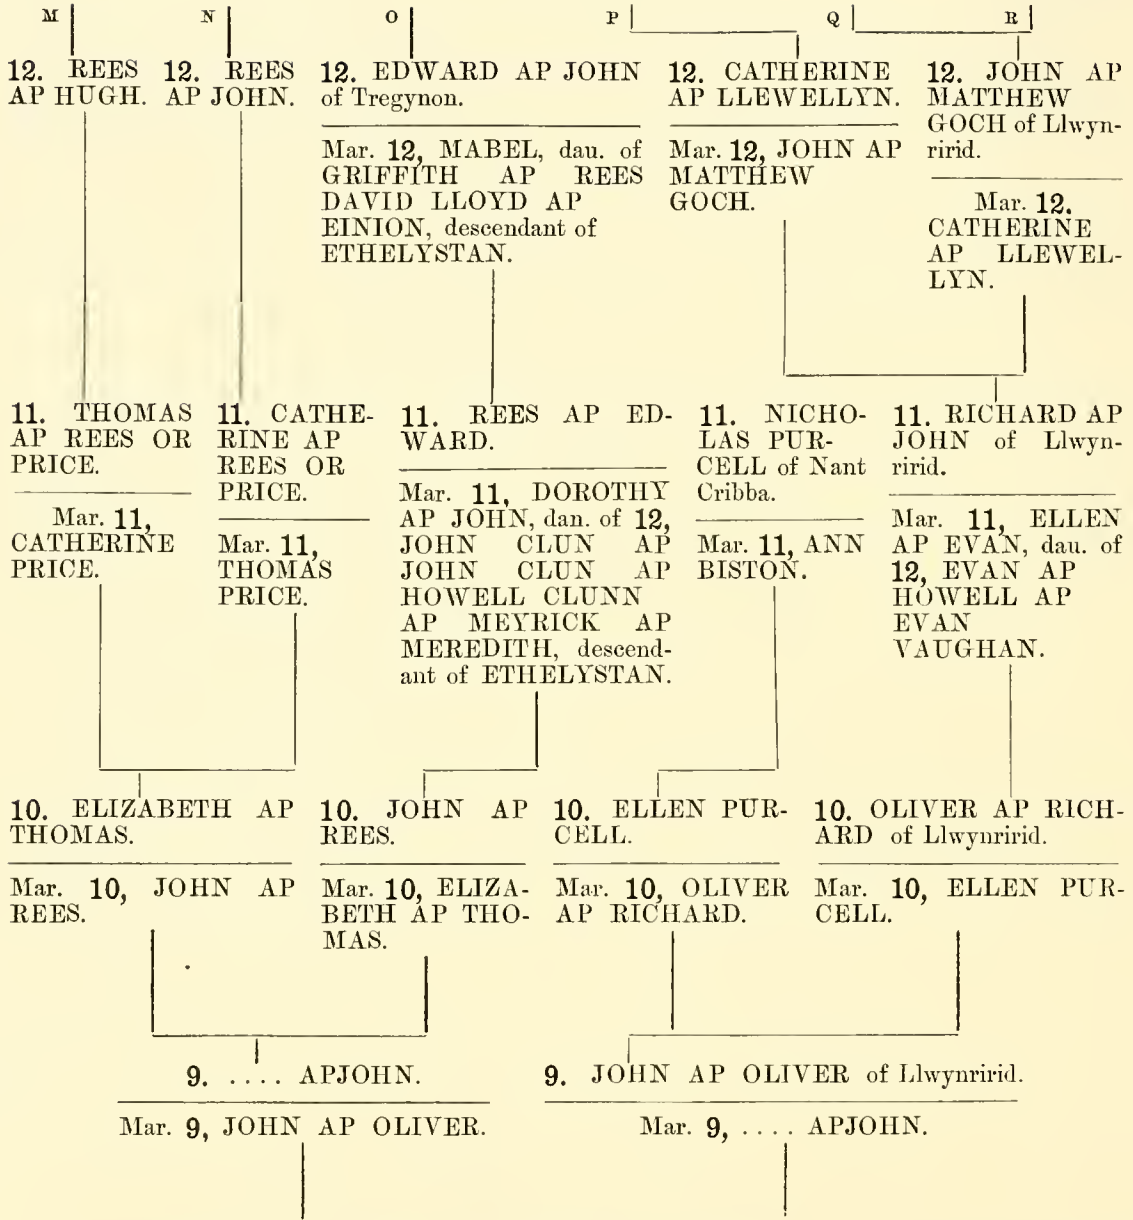 M N O P Q R
12. REES
AP HUGH.
12. REES
AP JOHN.
12. EDWARD AP JOHN
of Tregynon.
Mar. 12, MABEL, dau. of
GRIFFITH AP REES
DAVID LLOYD AP
EINION, descendant of
ETHELYSTAN.
12. CATHERINE
AP LLEWELLYN.
Mar. 12, JOHN AP
MATTHEW
GOCH.
12. JOHN AP
MATTHEW
GOCH of Llwyn-
ririd.
Mar. 12.
CATHERINE
AP LLEWEL-
LYN.
11. THOMAS
AP REES OR
PRICE.
Mar. 11,
CATHERINE
PRICE.
11. CATHE-
RINE AP
REES OR
PRICE.
Mar. 11,
THOMAS
PRICE.
11. REES AP ED-
WARD.
Mar. 11, DOROTHY
AP JOHN, dan. of 12,
JOHN CLUN AP
JOHN CLUN AP
HOWELL CLUNN
AP MEYRICK AP
MEREDITH, descend-
ant of ETHELYSTAN.
11. NICHO-
LAS PUR-
CELL of Nant
Cribba.
Mar. 11, ANN
BISTON.
11. RICHARD AP
JOHN of Llwyn-
ririd.
Mar. 11, ELLEN
AP EVAN, dau. of
12, EVAN AP
HOWELL AP
EVAN
VAUGHAN.
10. ELIZABETH AP
THOMAS.
Mar. 10, JOHN AP
REES.
10. JOHN AP
REES.
Mar. 10, ELIZA-
BETH AP THO-
MAS.
10. ELLEN PUR-
CELL.
Mar. 10, OLIVER
AP RICHARD.
10. OLIVER AP RICH-
ARD of Llwynririd.
Mar. 10, ELLEN PUR-
CELL.
9. .... APJOHN.
Mar. 9, JOHN AP OLIVER.
9. JOHN AP OLIVER of Llwynririd.
Mar. 9, .... APJOHN.